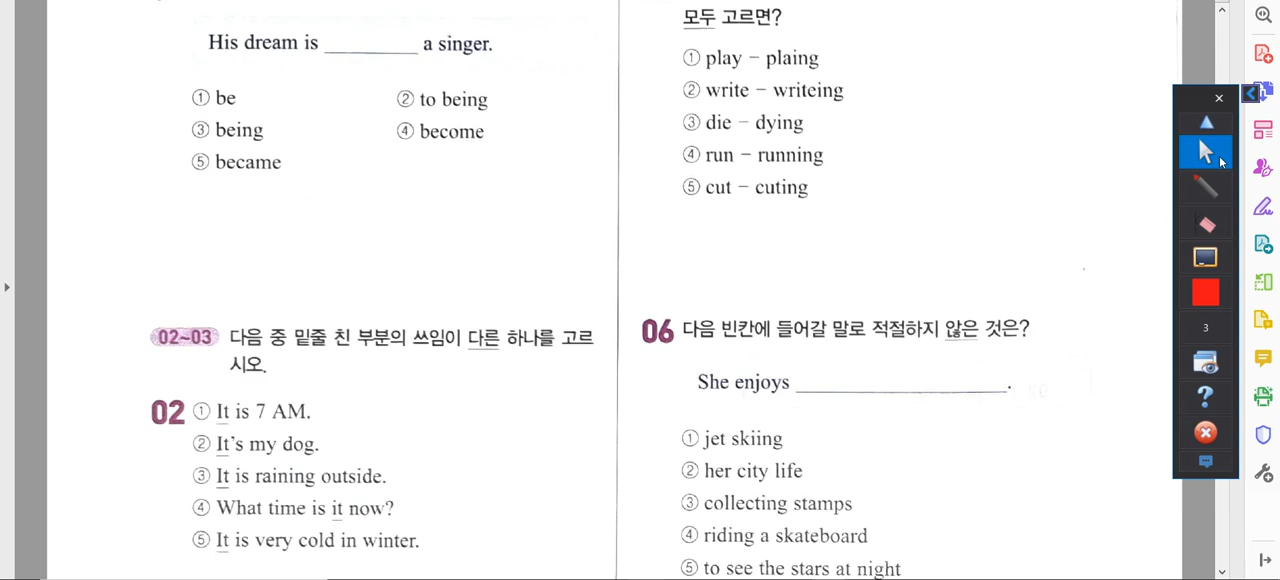 His dream is ________ a singer.
① be
② to being
③ being
④ become
⑤ became
02~03 다음 중 밑줄 친 부분의 쓰임이 다른 하나를 고르
시오.
02 ① It is 7 AM.
② It's my dog.
③ It is raining outside.
④ What time is it now?
⑤ It is very cold in winter.
모두 고르면?
① play - plaing
② write - writeing
③ die - dying
④ run - running
⑤ cut - cuting
06 다음 빈칸에 들어갈 말로 적절하지 않은 것은?
She enjoys ____________________.
① jet skiing
② her city life
③ collecting stamps
④ riding a skateboard
⑤ to see the stars at night
3